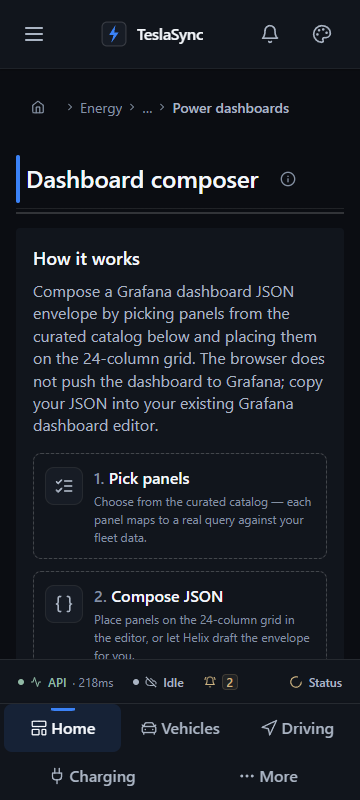 TeslaSync
Energy > ... > Power dashboards
Dashboard composer
How it works
Compose a Grafana dashboard JSON
envelope by picking panels from the
curated catalog below and placing them
on the 24-column grid. The browser does
not push the dashboard to Grafana; copy
your JSON into your existing Grafana
dashboard editor.
1. Pick panels
Choose from the curated catalog — each
panel maps to a real query against your
fleet data.
2. Compose JSON
Place panels on the 24-column grid in
the editor, or let Helix draft the envelope
for you.
API · 218ms Idle 2 Status
Home Vehicles Driving
Charging More